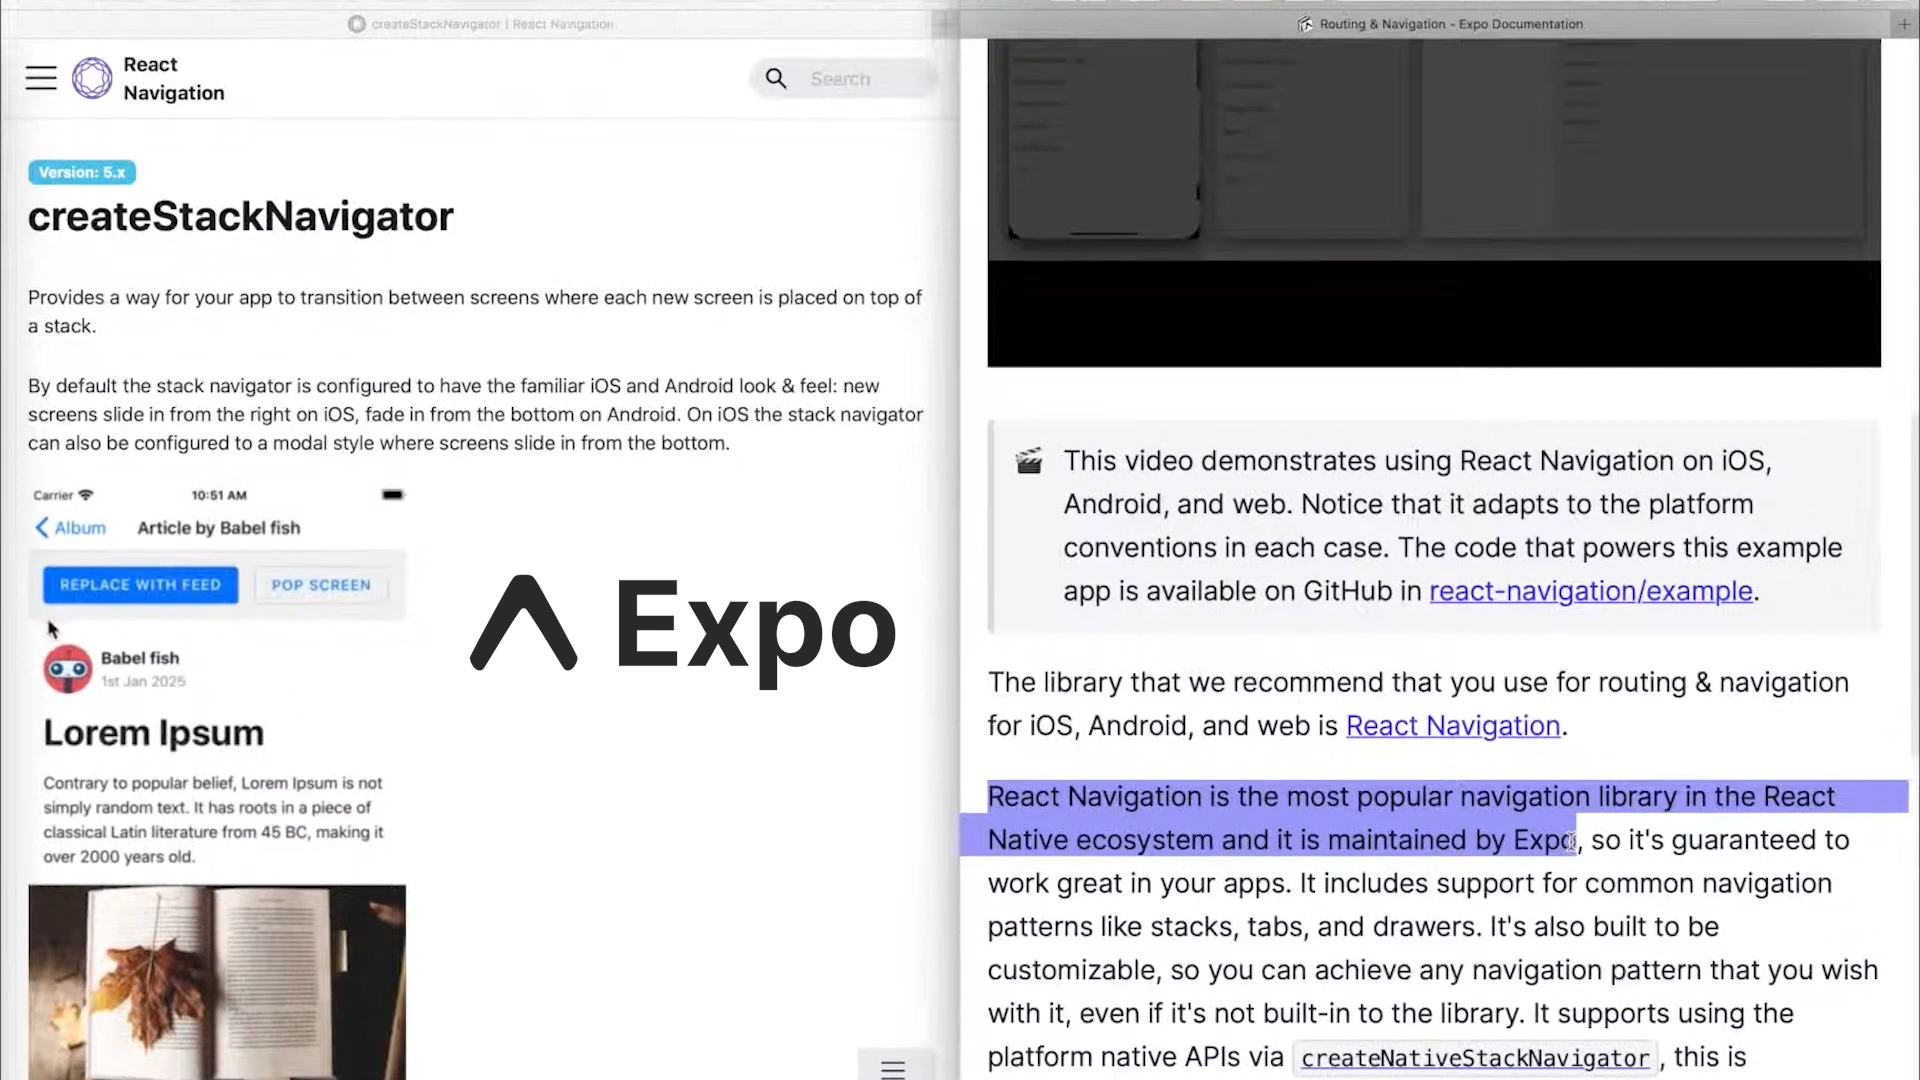 createStackNavigator | React Navigation
React
Navigation
Search
Version: 5.x
createStackNavigator
Provides a way for your app to transition between screens where each new screen is placed on top of
a stack.
By default the stack navigator is configured to have the familiar iOS and Android look & feel: new
screens slide in from the right on iOS, fade in from the bottom on Android. On iOS the stack navigator
can also be configured to a modal style where screens slide in from the bottom.
Carrier 10:51 AM
Album Article by Babel fish
REPLACE WITH FEED POP SCREEN
Babel fish
1st Jan 2025
Lorem Ipsum
Contrary to popular belief, Lorem Ipsum is not
simply random text. It has roots in a piece of
classical Latin literature from 45 BC, making it
over 2000 years old.
Expo
Routing & Navigation - Expo Documentation
This video demonstrates using React Navigation on iOS,
Android, and web. Notice that it adapts to the platform
conventions in each case. The code that powers this example
app is available on GitHub in react-navigation/example.
The library that we recommend that you use for routing & navigation
for iOS, Android, and web is React Navigation.
React Navigation is the most popular navigation library in the React
Native ecosystem and it is maintained by Expo, so it's guaranteed to
work great in your apps. It includes support for common navigation
patterns like stacks, tabs, and drawers. It's also built to be
customizable, so you can achieve any navigation pattern that you wish
with it, even if it's not built-in to the library. It supports using the
platform native APIs via createNativeStackNavigator, this is